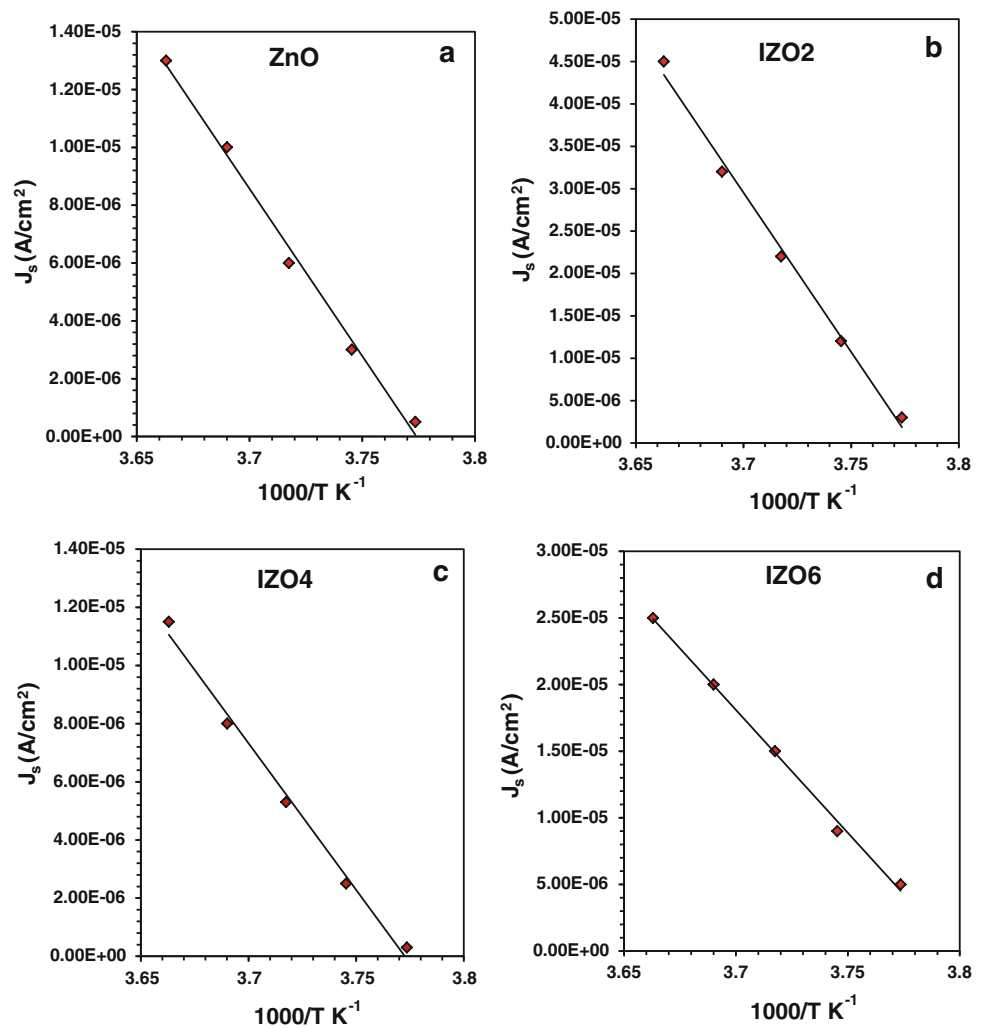 ZnO
a
1.40E-05
1.20E-05
1.00E-05
8.00E-06
6.00E-06
4.00E-06
2.00E-06
0.00E+00
Jₛ (A/cm²)
3.65 3.7 3.75 3.8
1000/T K⁻¹
IZO2
b
5.00E-05
4.50E-05
4.00E-05
3.50E-05
3.00E-05
2.50E-05
2.00E-05
1.50E-05
1.00E-05
5.00E-06
0.00E+00
Jₛ (A/cm²)
3.65 3.7 3.75 3.8
1000/T K⁻¹
IZO4
c
1.40E-05
1.20E-05
1.00E-05
8.00E-06
6.00E-06
4.00E-06
2.00E-06
0.00E+00
Jₛ (A/cm²)
3.65 3.7 3.75 3.8
1000/T K⁻¹
IZO6
d
3.00E-05
2.50E-05
2.00E-05
1.50E-05
1.00E-05
5.00E-06
0.00E+00
Jₛ (A/cm²)
3.65 3.7 3.75 3.8
1000/T K⁻¹